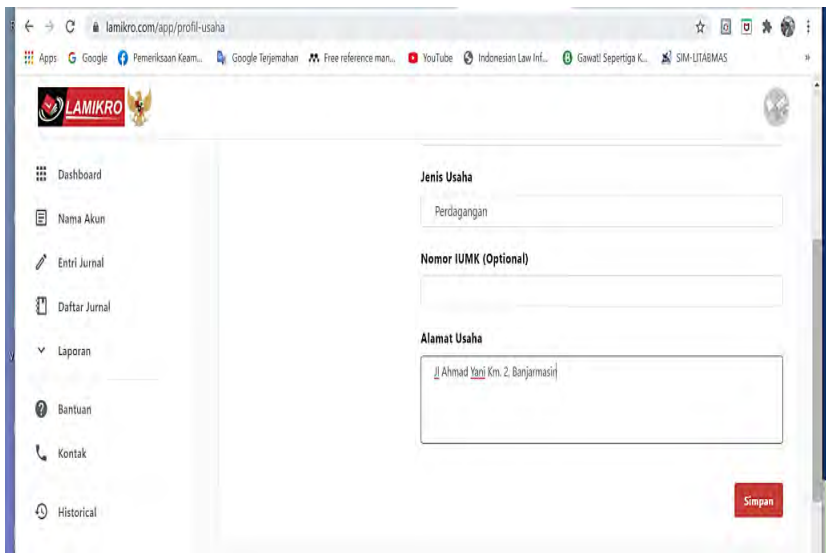 lamikro.com/app/profil-usaha
Apps Google Pemeriksaan Keam... Google Terjemahan Free reference man... YouTube Indonesian Law Inf... Gawat! Sepertiga K... SIM-LITABMAS »
LAMIKRO
Dashboard
Nama Akun
Entri Jurnal
Daftar Jurnal
Laporan
Bantuan
Kontak
Historical
Jenis Usaha
Perdagangan
Nomor IUMK (Optional)
Alamat Usaha
Jl Ahmad Yani Km. 2, Banjarmasin
Simpan